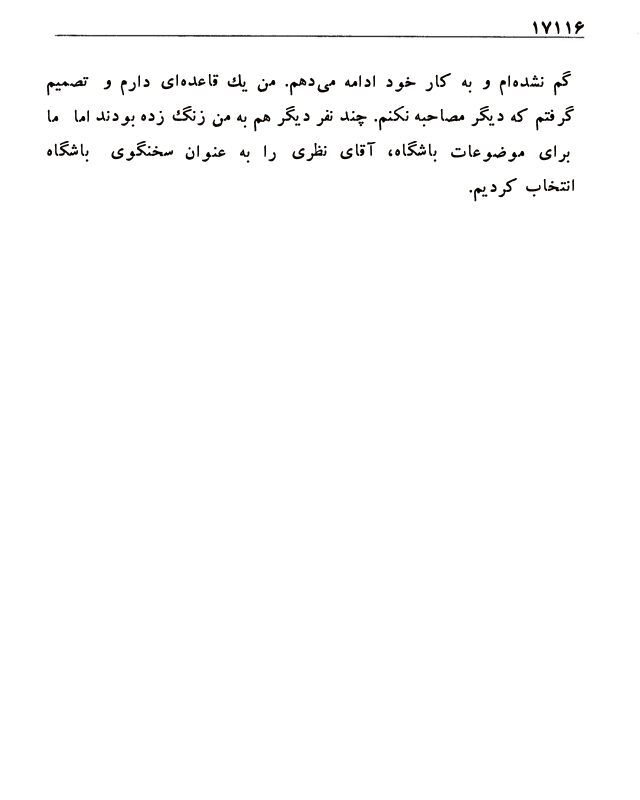 ۱۷۱۱۶
گم نشده‌ام و به کار خود ادامه می‌دهم. من یك قاعده‌ای دارم و تصمیم
گرفتم که دیگر مصاحبه نکنم. چند نفر دیگر هم به من زنگ زده بودند اما ما
برای موضوعات باشگاه، آقای نظری را به عنوان سخنگوی باشگاه
انتخاب کردیم.